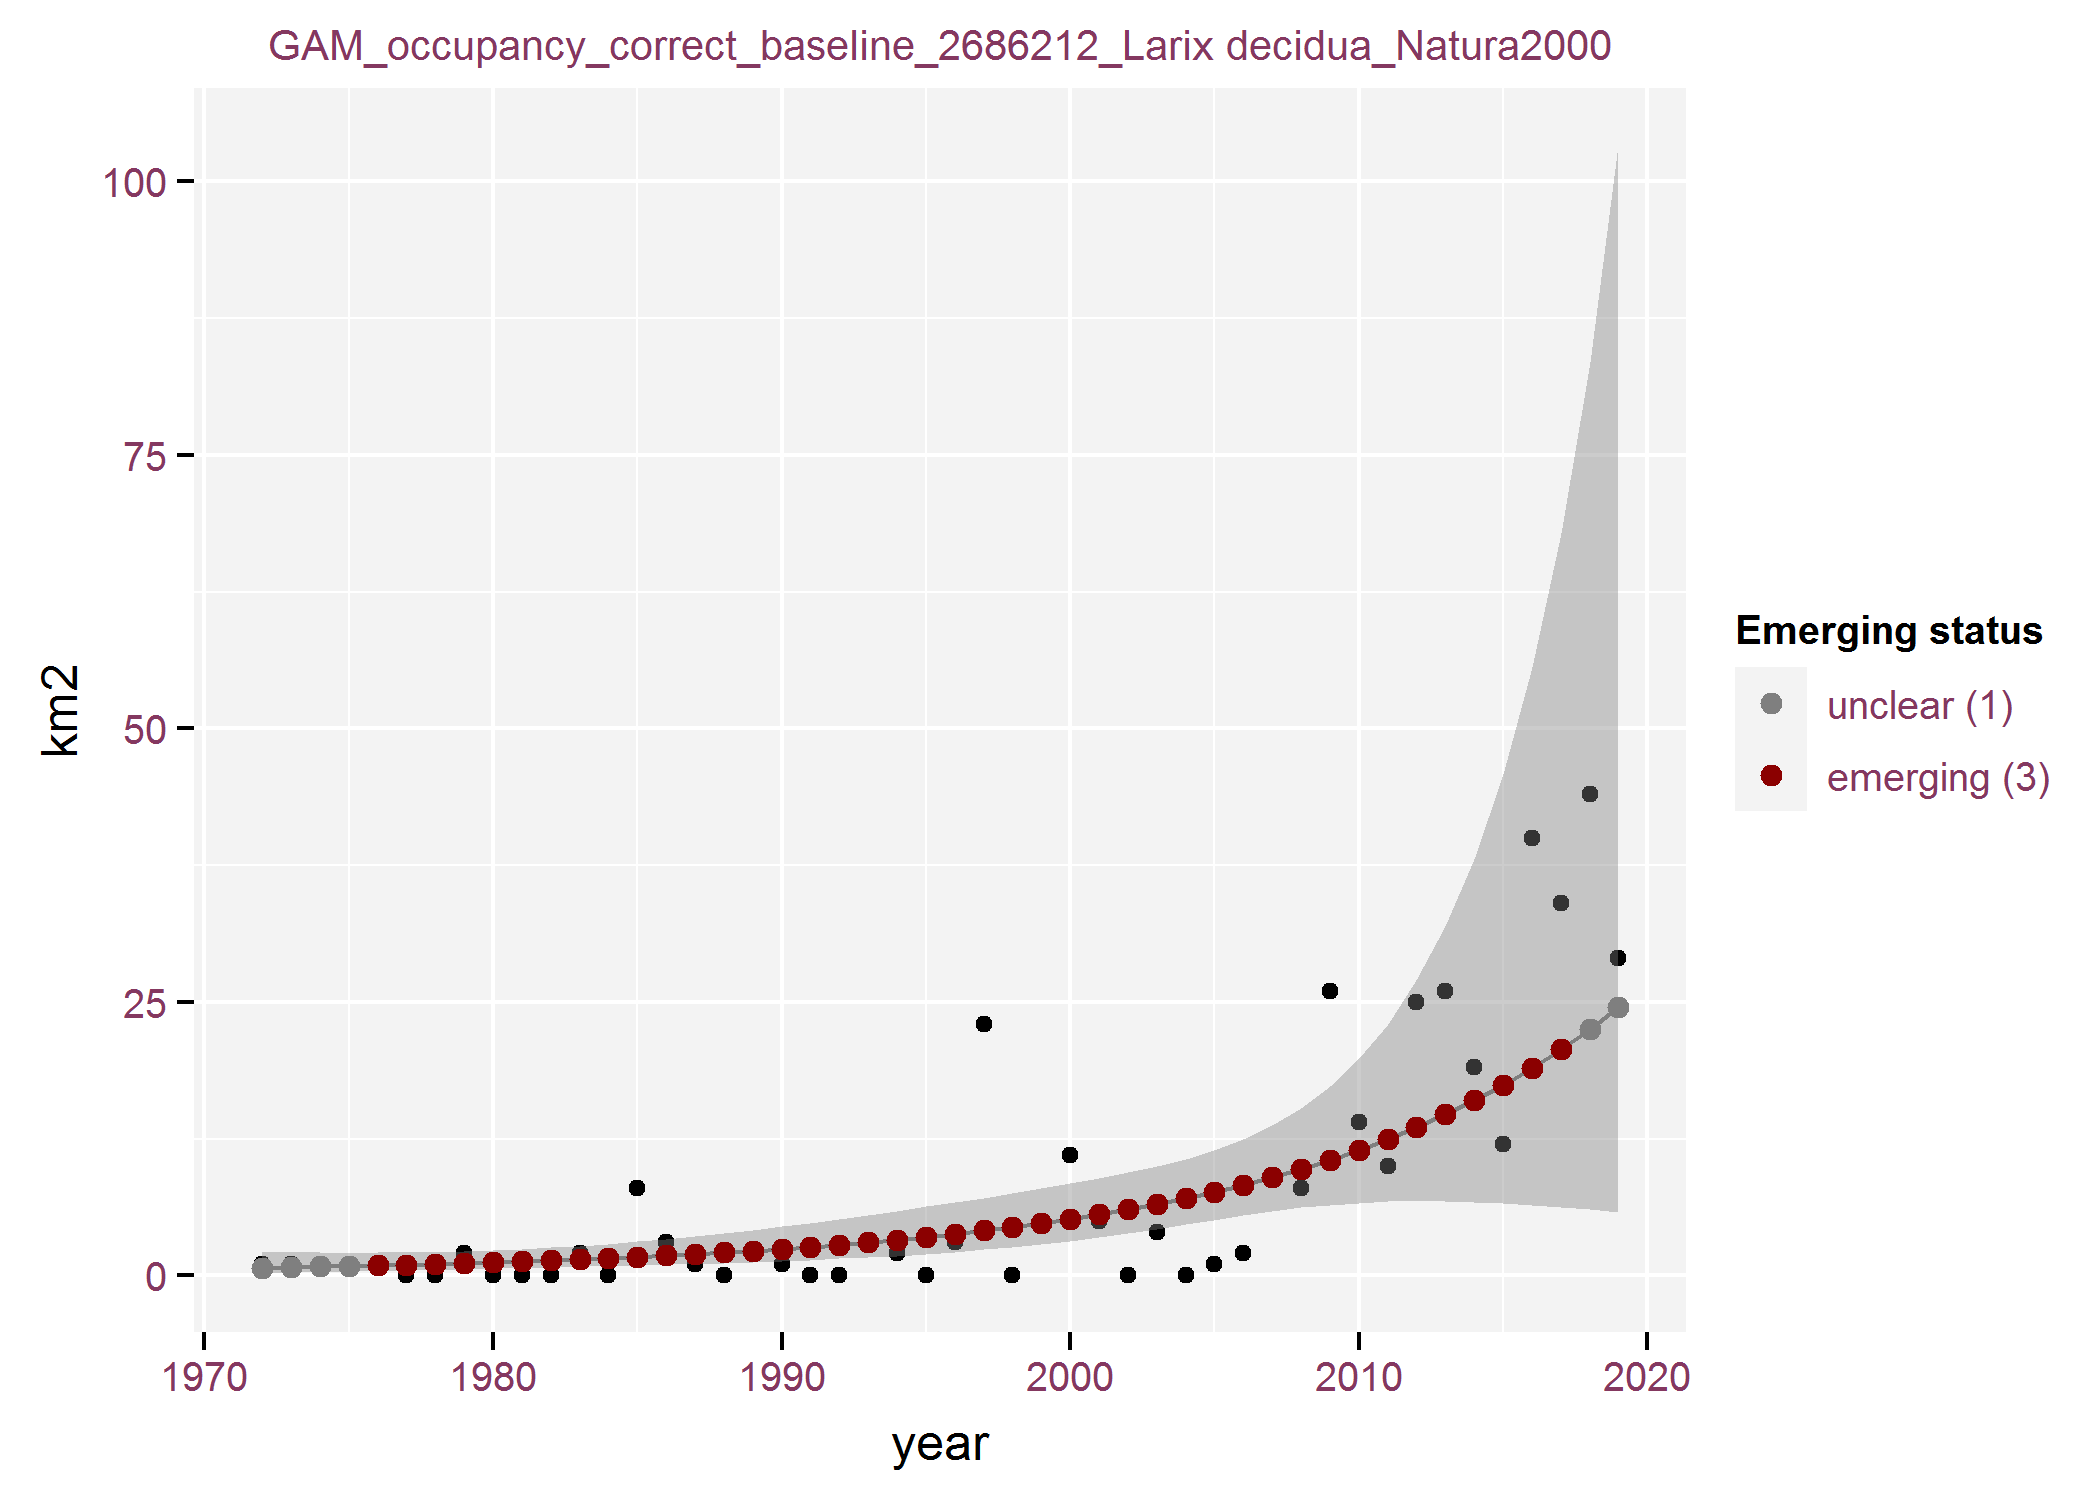 GAM_occupancy_correct_baseline_2686212_Larix decidua_Natura2000
100
75
50
25
0
km2
1970 1980 1990 2000 2010 2020
year
Emerging status
unclear (1)
emerging (3)